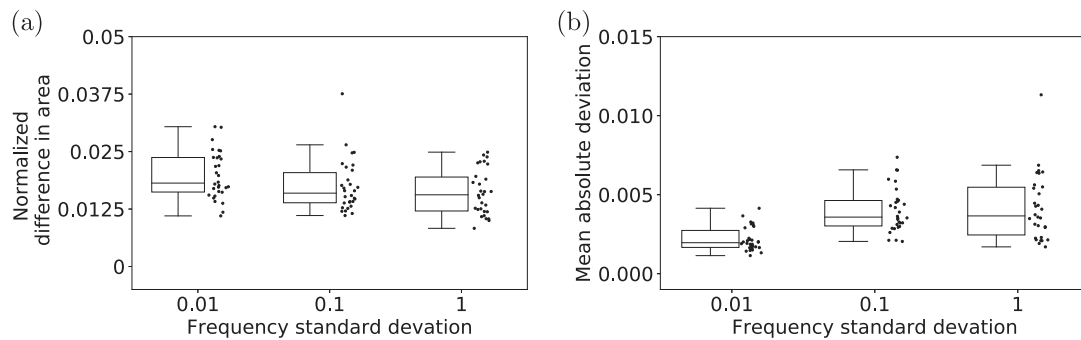 (a)
Normalized
difference in area
0.05
0.0375
0.025
0.0125
0
0.01
0.1
1
Frequency standard devation
(b)
Mean absolute deviation
0.015
0.010
0.005
0.000
0.01
0.1
1
Frequency standard devation